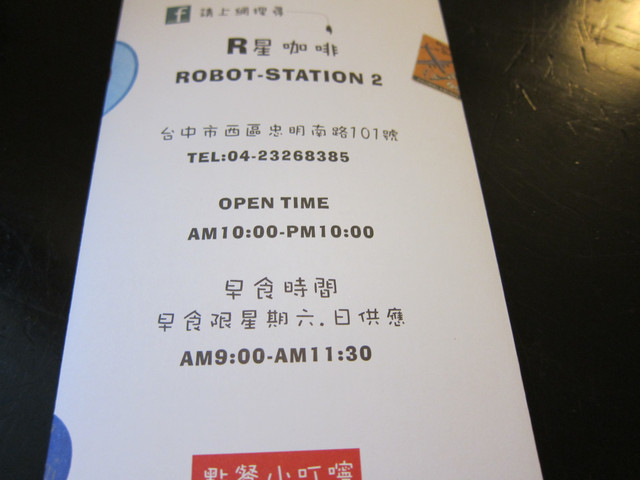 f 請上網搜尋
R星咖啡
ROBOT-STATION 2
台中市西區忠明南路101號
TEL:04-23268385
OPEN TIME
AM10:00-PM10:00
早食時間
早食限星期六.日供應
AM9:00-AM11:30
點餐小叮嚀